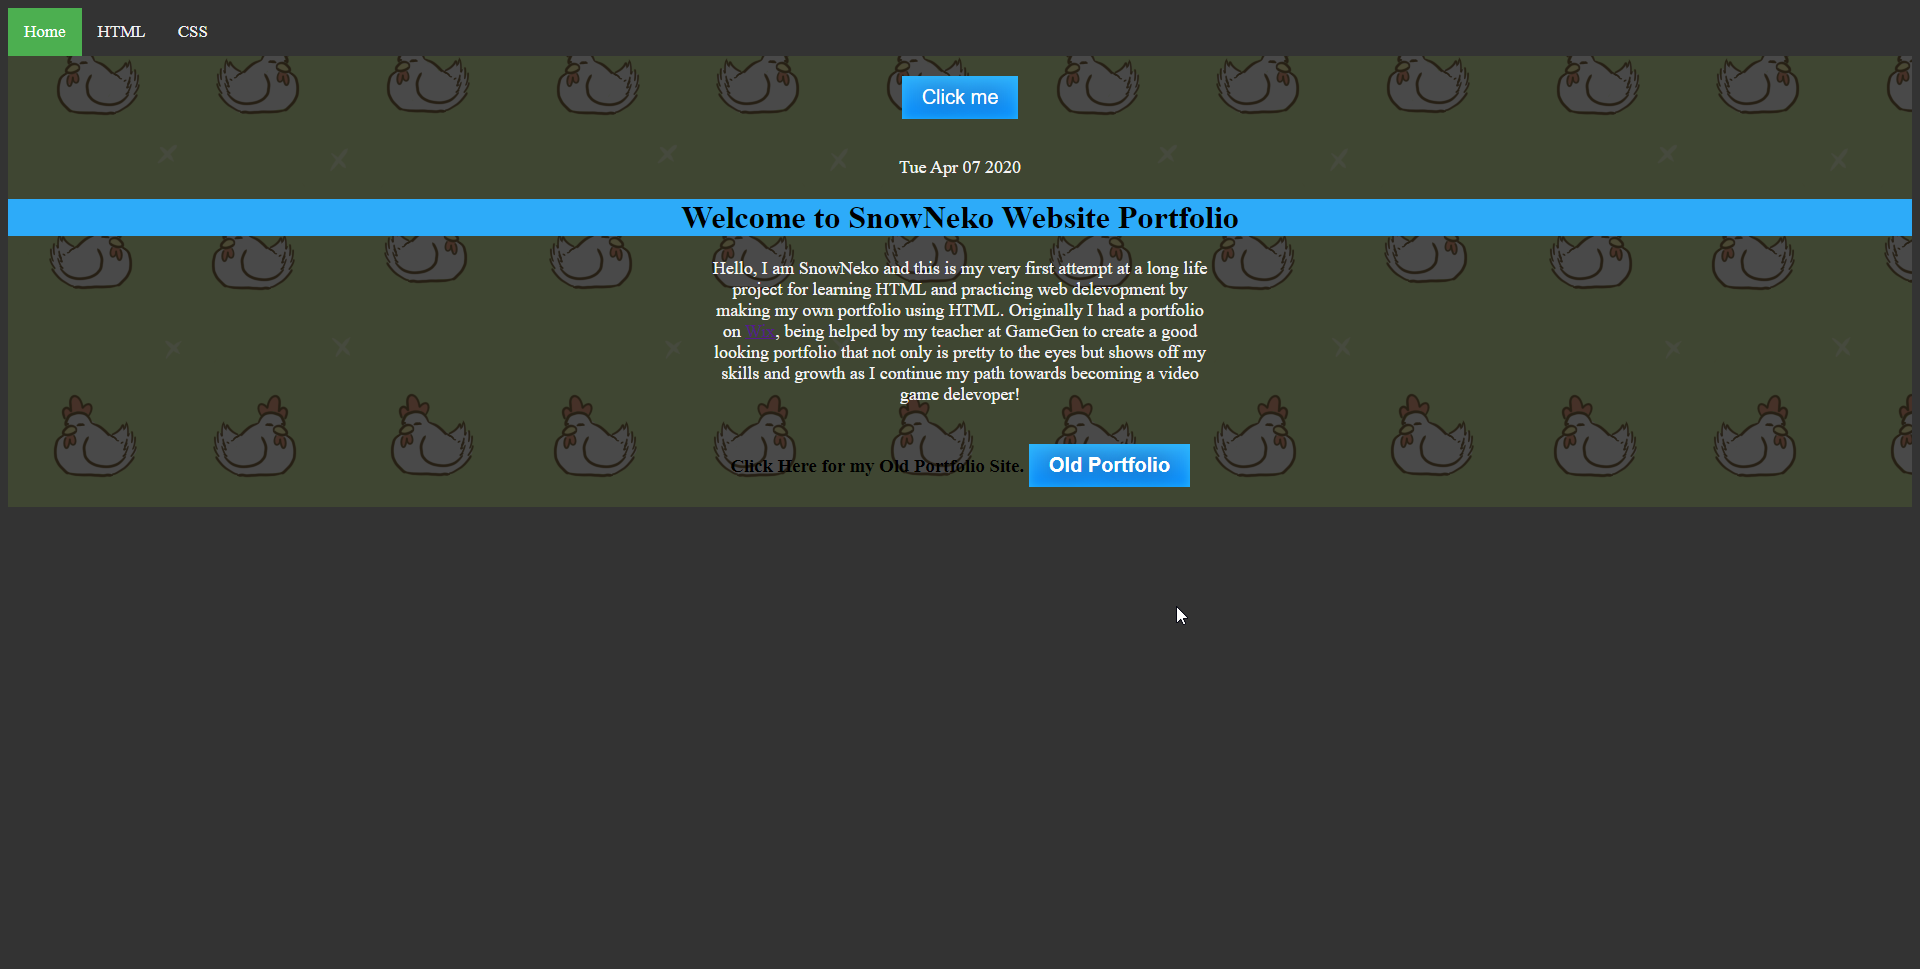 Home HTML CSS
Click me
Tue Apr 07 2020
Welcome to SnowNeko Website Portfolio
Hello, I am SnowNeko and this is my very first attempt at a long life
project for learning HTML and practicing web delevopment by
making my own portfolio using HTML. Originally I had a portfolio
on Wix, being helped by my teacher at GameGen to create a good
looking portfolio that not only is pretty to the eyes but shows off my
skills and growth as I continue my path towards becoming a video
game delevoper!
Click Here for my Old Portfolio Site. Old Portfolio